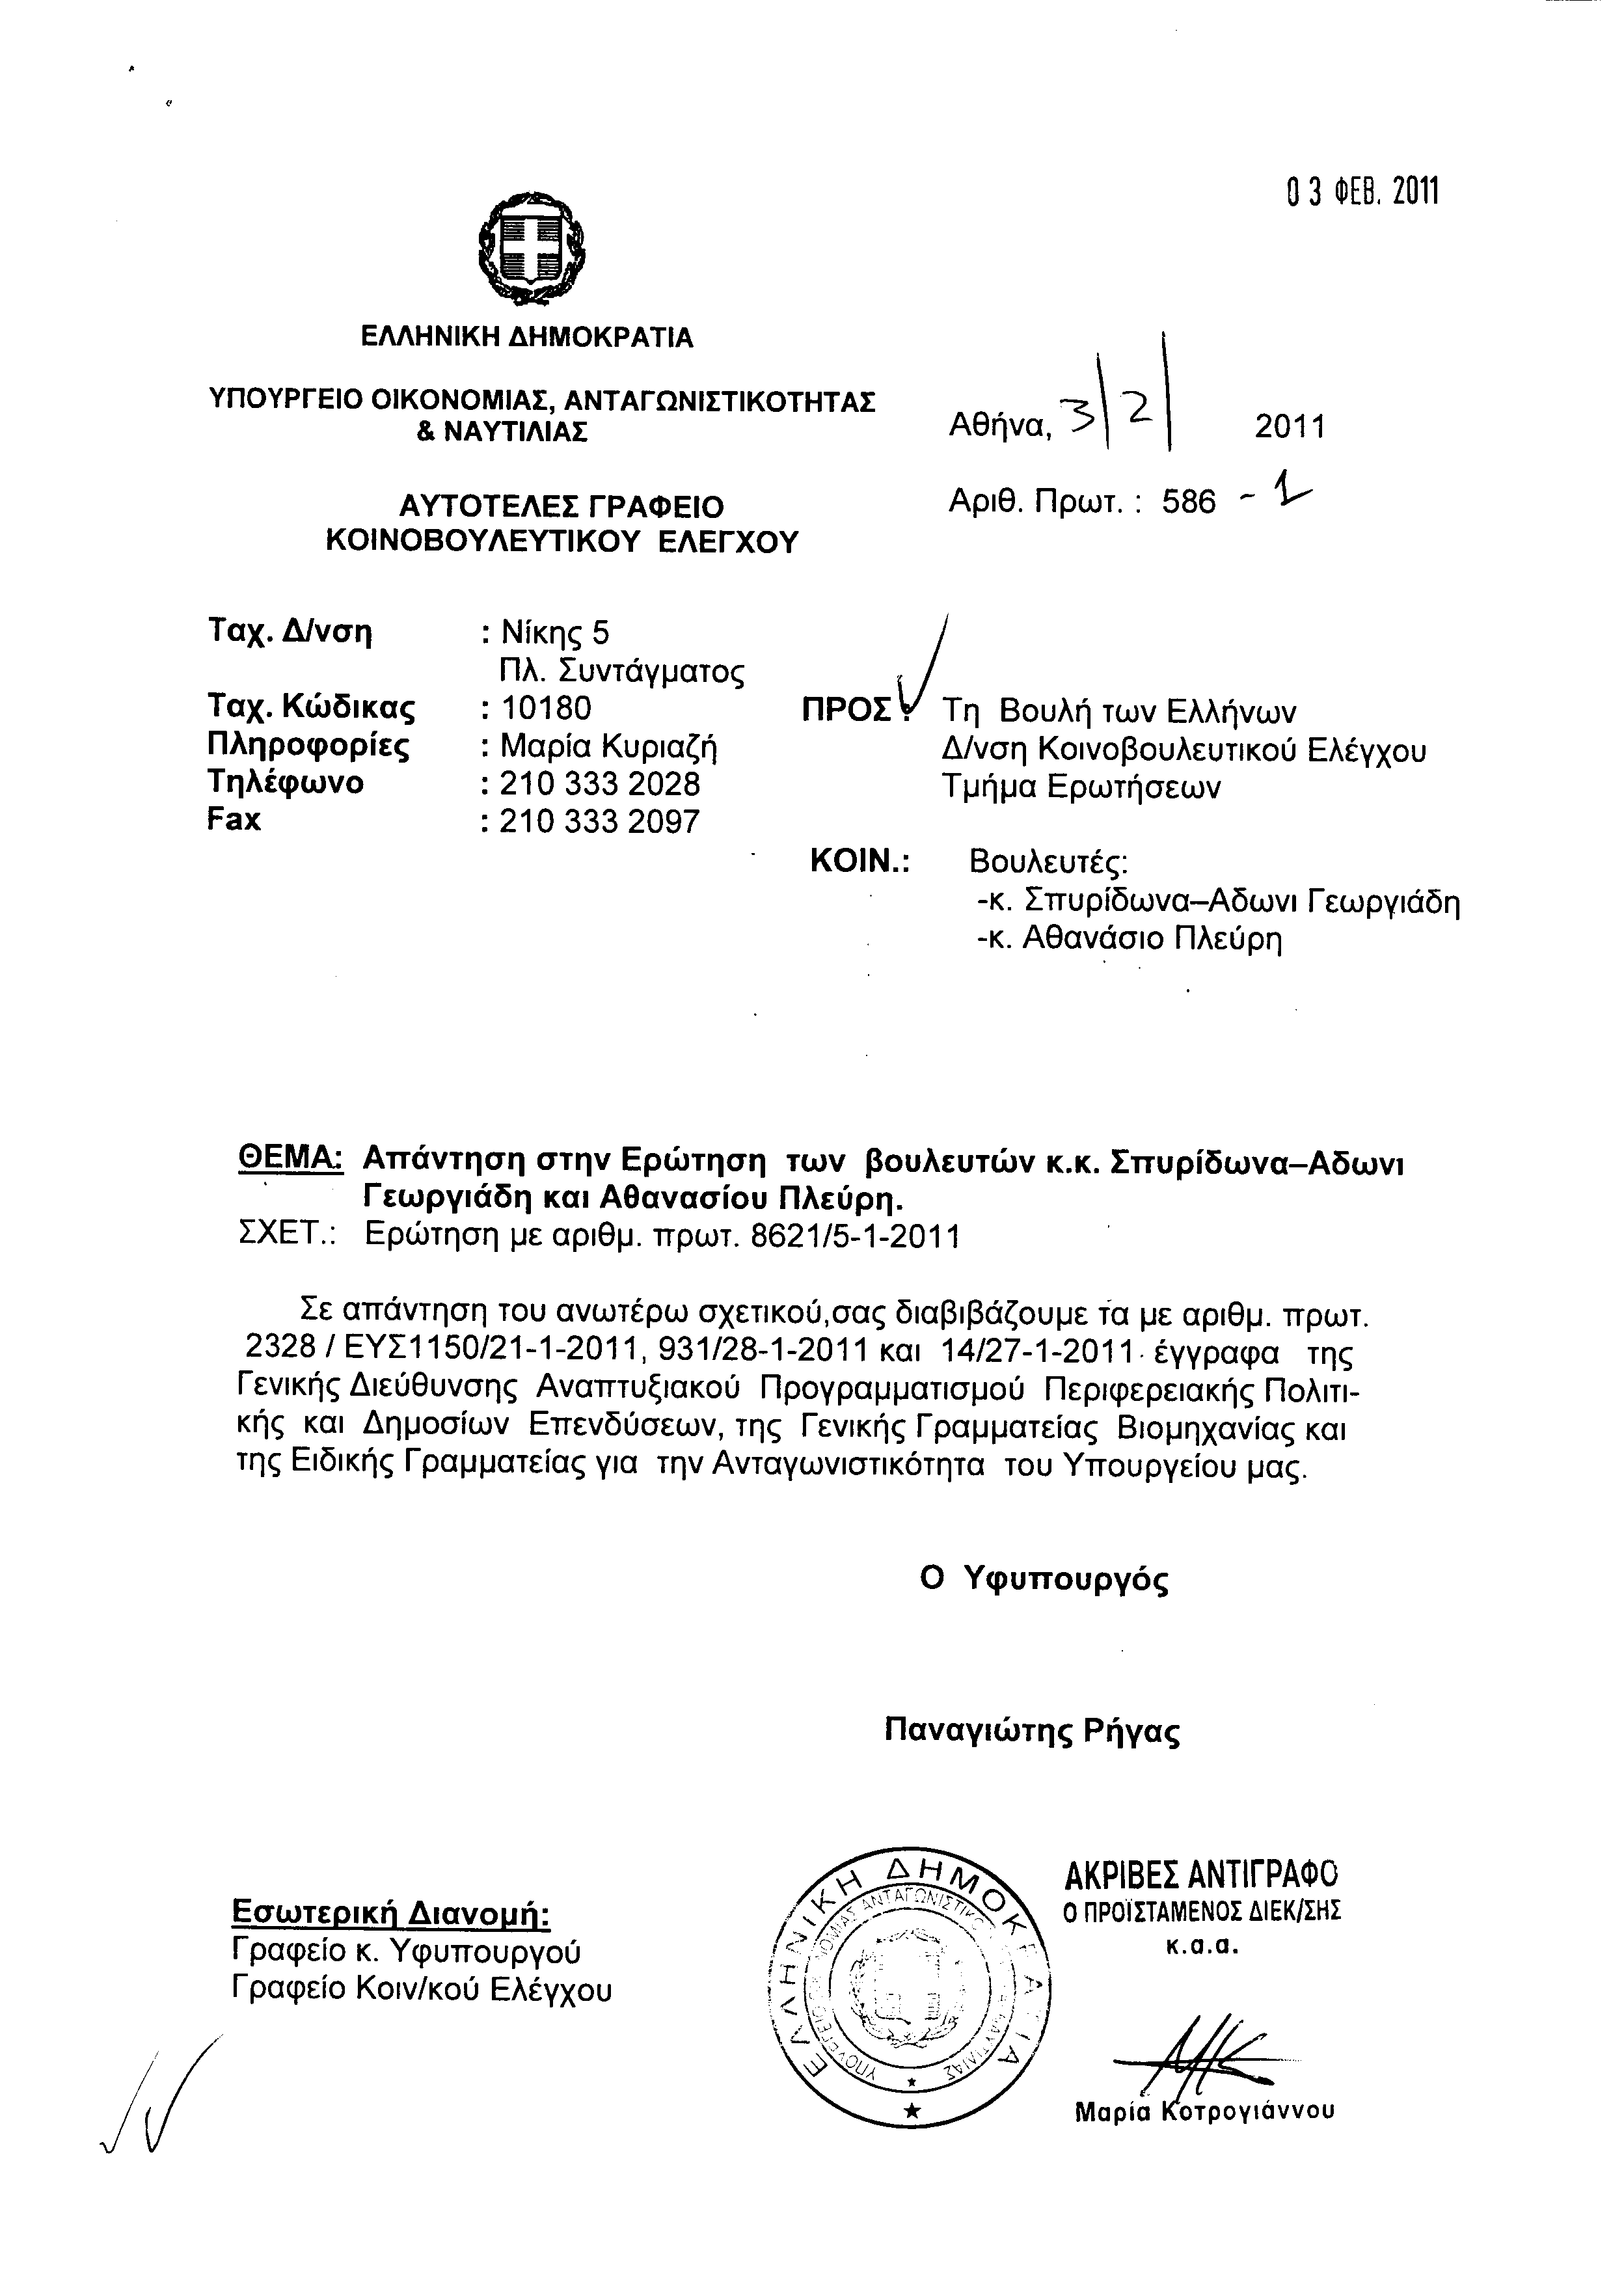 03 ΦΕΒ. 2011
ΕΛΛΗΝΙΚΗ ΔΗΜΟΚΡΑΤΙΑ
ΥΠΟΥΡΓΕΙΟ ΟΙΚΟΝΟΜΙΑΣ, ΑΝΤΑΓΩΝΙΣΤΙΚΟΤΗΤΑΣ
& ΝΑΥΤΙΛΙΑΣ
Αθήνα, 3/2/ 2011
ΑΥΤΟΤΕΛΕΣ ΓΡΑΦΕΙΟ
ΚΟΙΝΟΒΟΥΛΕΥΤΙΚΟΥ ΕΛΕΓΧΟΥ
Αριθ. Πρωτ. : 586 - 1
Ταχ. Δ/νση : Νίκης 5
Πλ. Συντάγματος
Ταχ. Κώδικας : 10180
Πληροφορίες : Μαρία Κυριαζή
Τηλέφωνο : 210 333 2028
Fax : 210 333 2097
ΠΡΟΣ : Τη Βουλή των Ελλήνων
Δ/νση Κοινοβουλευτικού Ελέγχου
Τμήμα Ερωτήσεων
ΚΟΙΝ.: Βουλευτές:
-κ. Σπυρίδωνα–Αδωνι Γεωργιάδη
-κ. Αθανάσιο Πλεύρη
ΘΕΜΑ: Απάντηση στην Ερώτηση των βουλευτών κ.κ. Σπυρίδωνα–Αδωνι
Γεωργιάδη και Αθανασίου Πλεύρη.
ΣΧΕΤ.: Ερώτηση με αριθμ. πρωτ. 8621/5-1-2011
Σε απάντηση του ανωτέρω σχετικού,σας διαβιβάζουμε τα με αριθμ. πρωτ.
2328 / ΕΥΣ1150/21-1-2011, 931/28-1-2011 και 14/27-1-2011 έγγραφα της
Γενικής Διεύθυνσης Αναπτυξιακού Προγραμματισμού Περιφερειακής Πολιτι-
κής και Δημοσίων Επενδύσεων, της Γενικής Γραμματείας Βιομηχανίας και
της Ειδικής Γραμματείας για την Ανταγωνιστικότητα του Υπουργείου μας.
Ο Υφυπουργός
Παναγιώτης Ρήγας
Εσωτερική Διανομή:
Γραφείο κ. Υφυπουργού
Γραφείο Κοιν/κού Ελέγχου
ΕΛΛΗΝΙΚΗ ΔΗΜΟΚΡΑΤΙΑ
ΑΚΡΙΒΕΣ ΑΝΤΙΓΡΑΦΟ
Ο ΠΡΟΪΣΤΑΜΕΝΟΣ ΔΙΕΚ/ΣΗΣ
κ.α.α.
Μαρία Κοτρογιάννου